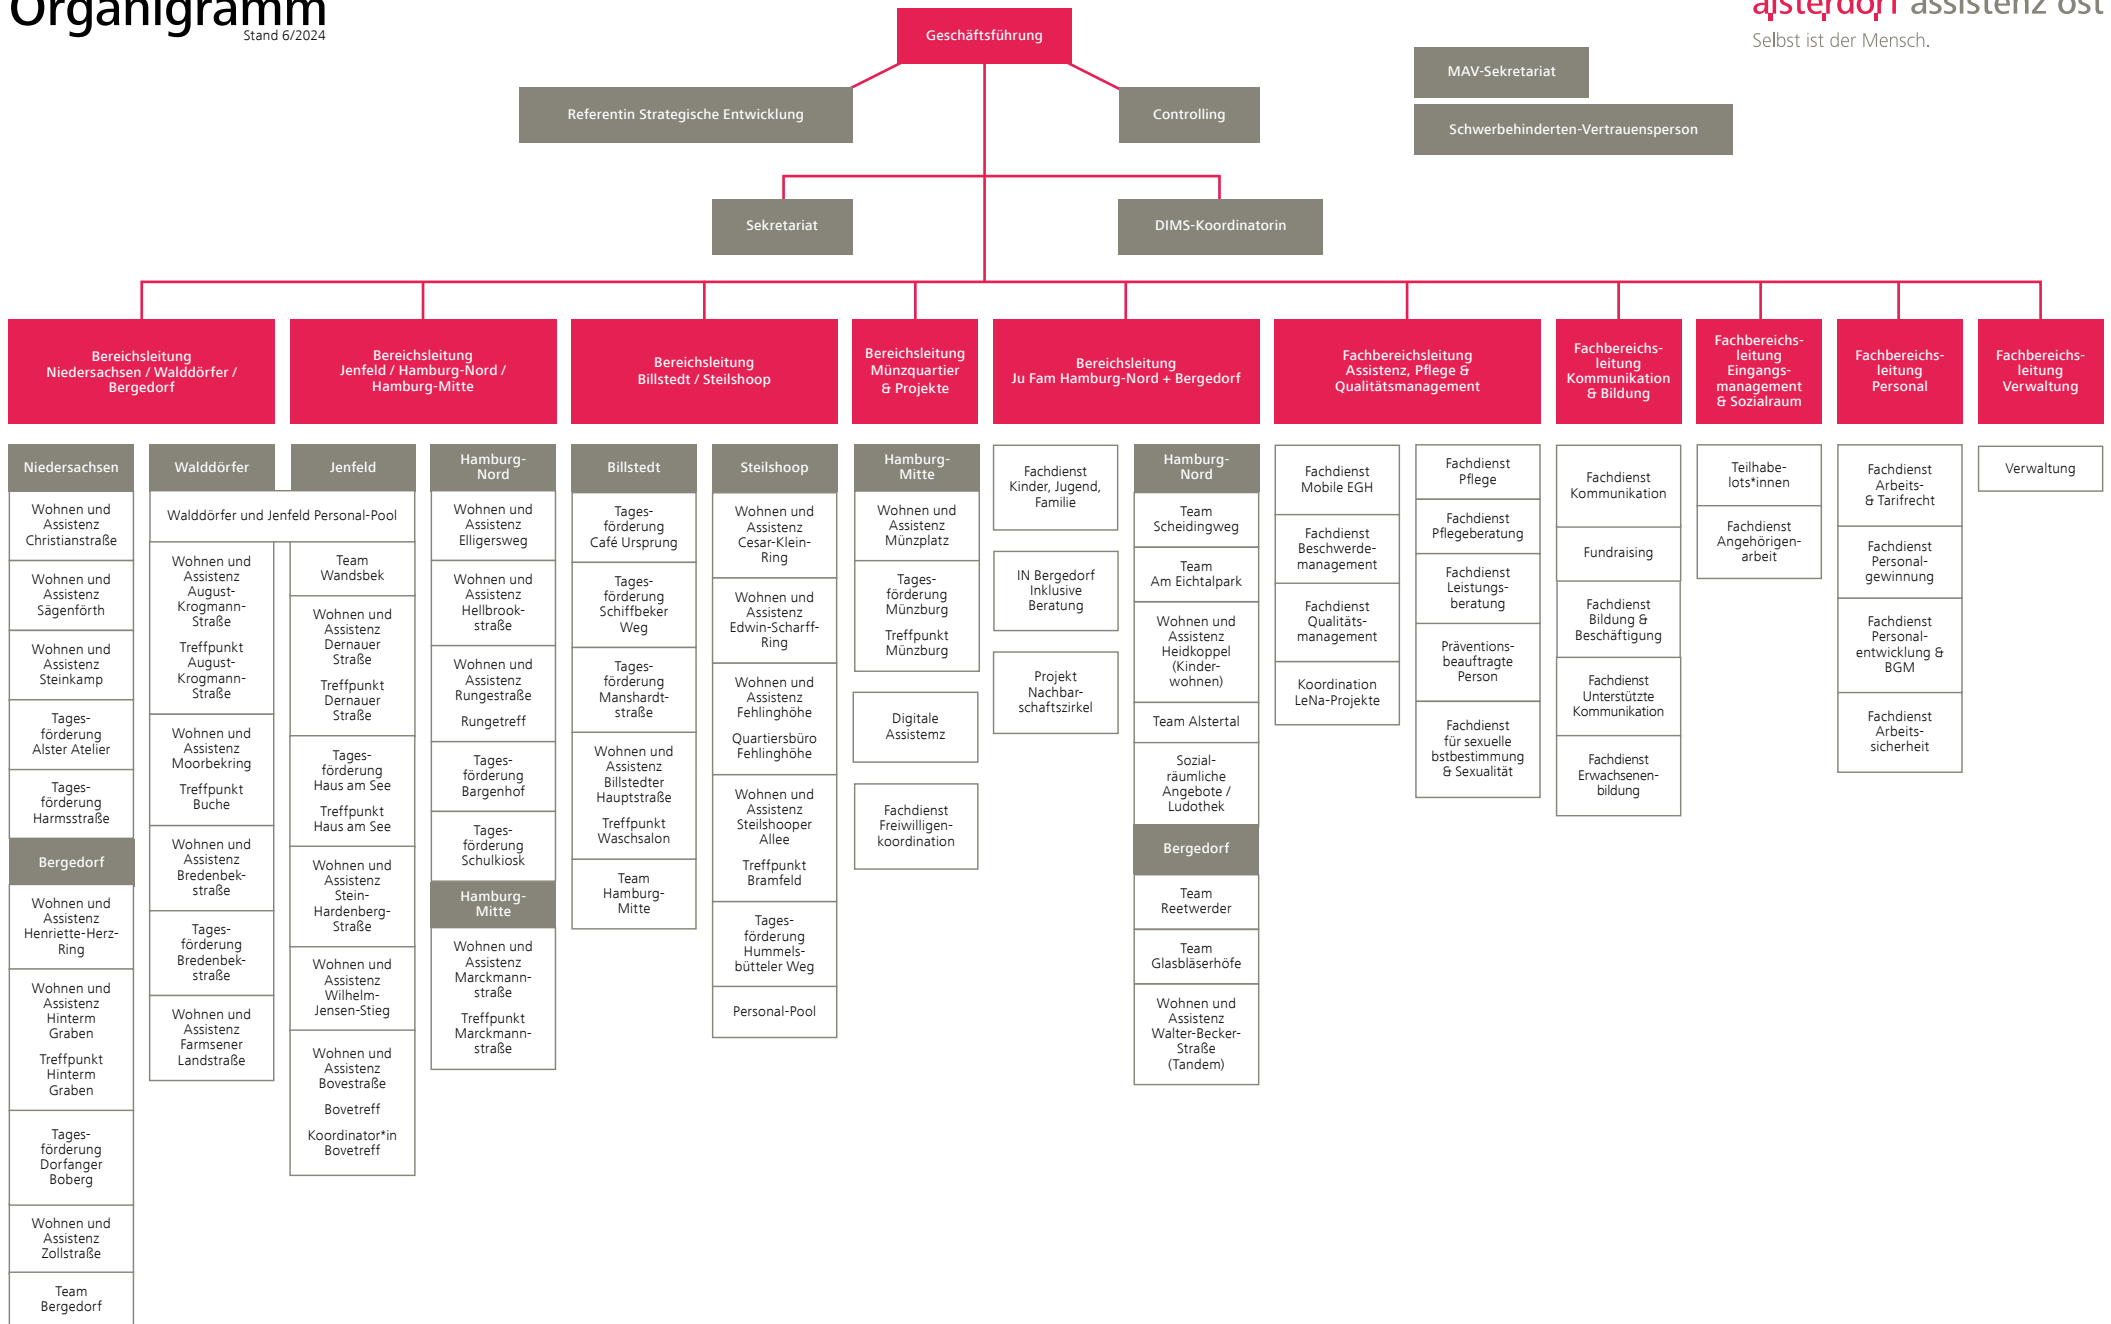 Organigramm
Stand 6/2024
alsterdorf assistenz ost
Selbst ist der Mensch.
Geschäftsführung
MAV-Sekretariat
Referentin Strategische Entwicklung
Controlling
Schwerbehinderten-Vertrauensperson
Sekretariat
DIMS-Koordinatorin
Bereichsleitung
Niedersachsen / Walddörfer /
Bergedorf
Bereichsleitung
Jenfeld / Hamburg-Nord /
Hamburg-Mitte
Bereichsleitung
Billstedt / Steilshoop
Bereichsleitung
Münzquartier
& Projekte
Bereichsleitung
Ju Fam Hamburg-Nord + Bergedorf
Fachbereichsleitung
Assistenz, Pflege &
Qualitätsmanagement
Fachbereichs-
leitung
Kommunikation
& Bildung
Fachbereichs-
leitung
Eingangs-
management
& Sozialraum
Fachbereichs-
leitung
Personal
Fachbereichs-
leitung
Verwaltung
Niedersachsen
Wohnen und
Assistenz
Christianstraße
Wohnen und
Assistenz
Sägenförth
Wohnen und
Assistenz
Steinkamp
Tages-
förderung
Alster Atelier
Tages-
förderung
Harmsstraße
Bergedorf
Wohnen und
Assistenz
Henriette-Herz-
Ring
Wohnen und
Assistenz
Hinterm
Graben
Treffpunkt
Hinterm
Graben
Tages-
förderung
Dorfanger
Boberg
Wohnen und
Assistenz
Zollstraße
Team
Bergedorf
Walddörfer
Walddörfer und Jenfeld Personal-Pool
Wohnen und
Assistenz
August-
Krogmann-
Straße
Treffpunkt
August-
Krogmann-
Straße
Wohnen und
Assistenz
Moorbekring
Treffpunkt
Buche
Wohnen und
Assistenz
Bredenbek-
straße
Tages-
förderung
Bredenbek-
straße
Wohnen und
Assistenz
Farmsener
Landstraße
Jenfeld
Team
Wandsbek
Wohnen und
Assistenz
Dernauer
Straße
Treffpunkt
Dernauer
Straße
Tages-
förderung
Haus am See
Treffpunkt
Haus am See
Wohnen und
Assistenz
Stein-
Hardenberg-
Straße
Wohnen und
Assistenz
Wilhelm-
Jensen-Stieg
Wohnen und
Assistenz
Bovestraße
Bovetreff
Koordinator*in
Bovetreff
Hamburg-
Nord
Wohnen und
Assistenz
Elligersweg
Wohnen und
Assistenz
Hellbrook-
straße
Wohnen und
Assistenz
Rungestraße
Rungetreff
Tages-
förderung
Bargenhof
Tages-
förderung
Schulkiosk
Hamburg-
Mitte
Wohnen und
Assistenz
Marckmann-
straße
Treffpunkt
Marckmann-
straße
Billstedt
Tages-
förderung
Café Ursprung
Tages-
förderung
Schiffbeker
Weg
Tages-
förderung
Manshardt-
straße
Wohnen und
Assistenz
Billstedter
Hauptstraße
Treffpunkt
Waschsalon
Team
Hamburg-
Mitte
Steilshoop
Wohnen und
Assistenz
Cesar-Klein-
Ring
Wohnen und
Assistenz
Edwin-Scharff-
Ring
Wohnen und
Assistenz
Fehlinghöhe
Quartiersbüro
Fehlinghöhe
Wohnen und
Assistenz
Steilshooper
Allee
Treffpunkt
Bramfeld
Tages-
förderung
Hummels-
bütteler Weg
Personal-Pool
Hamburg-
Mitte
Wohnen und
Assistenz
Münzplatz
Tages-
förderung
Münzburg
Treffpunkt
Münzburg
Digitale
Assistemz
Fachdienst
Freiwilligen-
koordination
Fachdienst
Kinder, Jugend,
Familie
IN Bergedorf
Inklusive
Beratung
Projekt
Nachbar-
schaftszirkel
Hamburg-
Nord
Team
Scheidingweg
Team
Am Eichtalpark
Wohnen und
Assistenz
Heidkoppel
(Kinder-
wohnen)
Team Alstertal
Sozial-
räumliche
Angebote /
Ludothek
Bergedorf
Team
Reetwerder
Team
Glasbläserhöfe
Wohnen und
Assistenz
Walter-Becker-
Straße
(Tandem)
Fachdienst
Mobile EGH
Fachdienst
Beschwerde-
management
Fachdienst
Qualitäts-
management
Koordination
LeNa-Projekte
Fachdienst
Pflege
Fachdienst
Pflegeberatung
Fachdienst
Leistungs-
beratung
Präventions-
beauftragte
Person
Fachdienst
für sexuelle
bstbestimmung
& Sexualität
Fachdienst
Kommunikation
Fundraising
Fachdienst
Bildung &
Beschäftigung
Fachdienst
Unterstützte
Kommunikation
Fachdienst
Erwachsenen-
bildung
Teilhabe-
lots*innen
Fachdienst
Angehörigen-
arbeit
Fachdienst
Arbeits-
& Tarifrecht
Fachdienst
Personal-
gewinnung
Fachdienst
Personal-
entwicklung &
BGM
Fachdienst
Arbeits-
sicherheit
Verwaltung